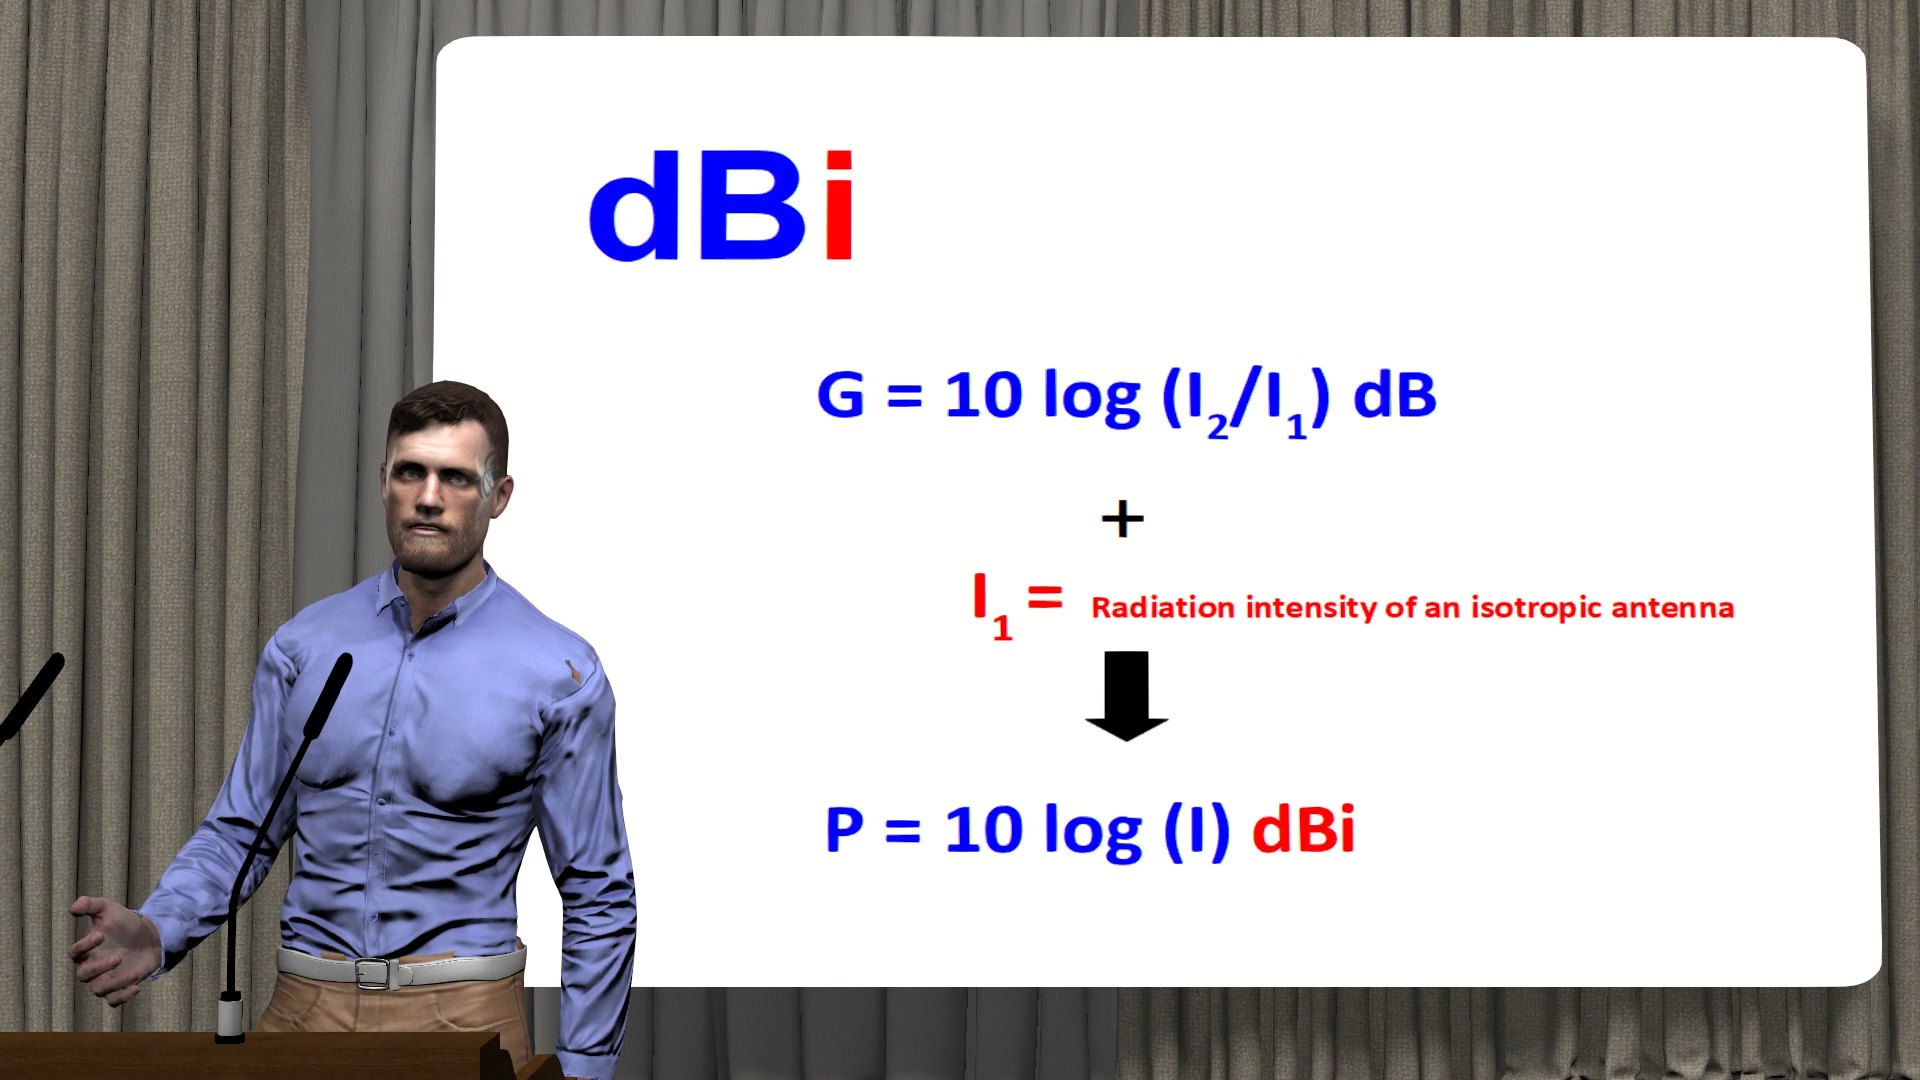 dBi
G = 10 log (I₂/I₁) dB
+
I₁ = Radiation intensity of an isotropic antenna
P = 10 log (I) dBi